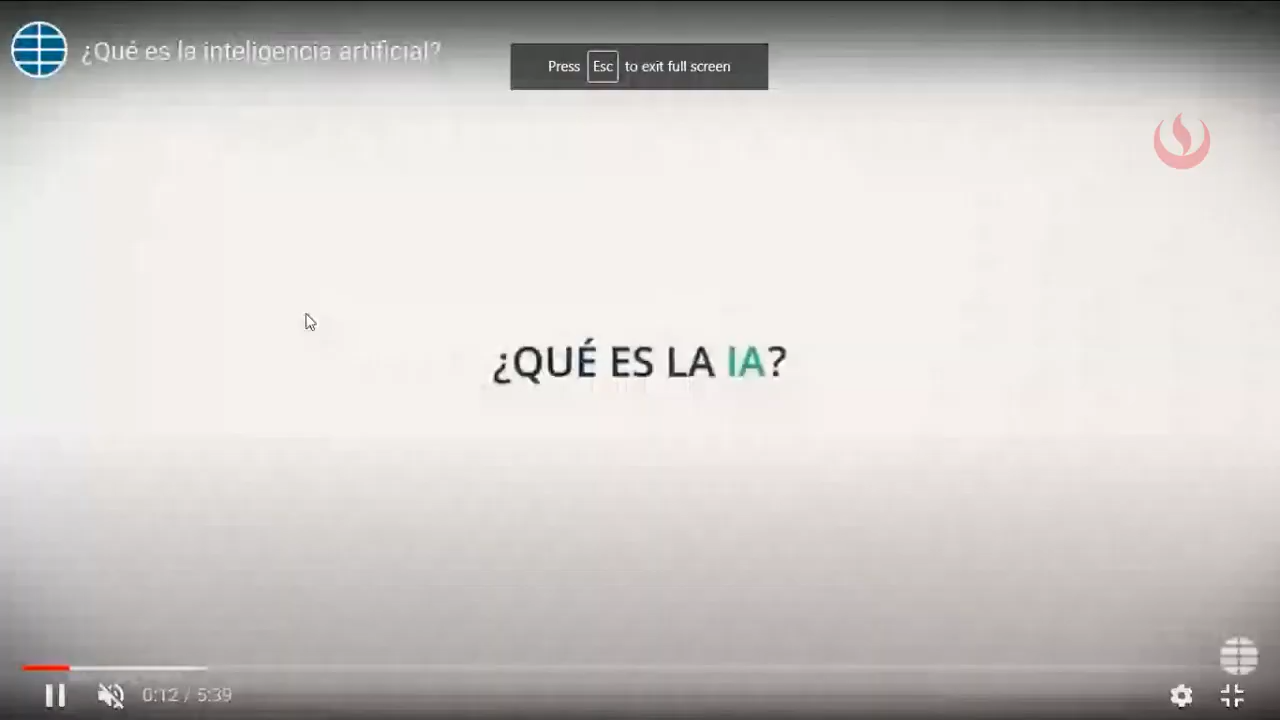 ¿Qué es la inteligencia artificial?
Press Esc to exit full screen
¿QUÉ ES LA IA?
0:12 / 5:39